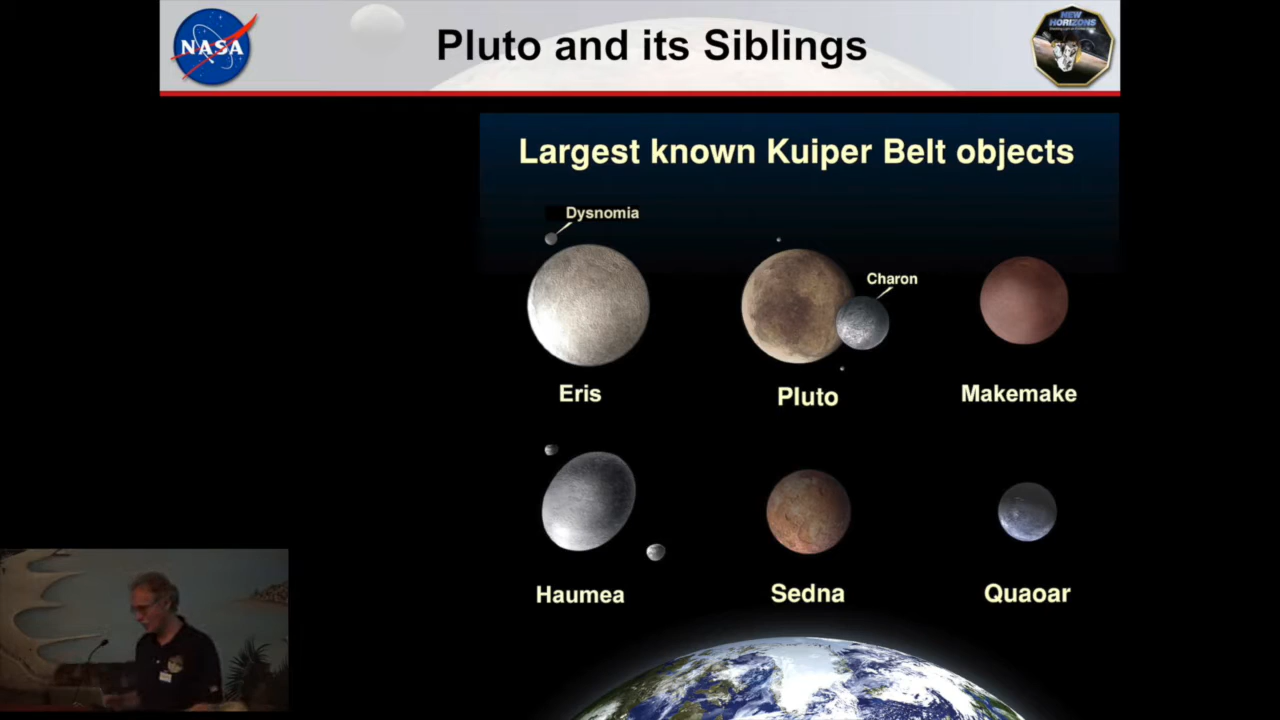 NASA
Pluto and its Siblings
NEW
HORIZONS
Largest known Kuiper Belt objects
Dysnomia
Charon
Eris
Pluto
Makemake
Haumea
Sedna
Quaoar